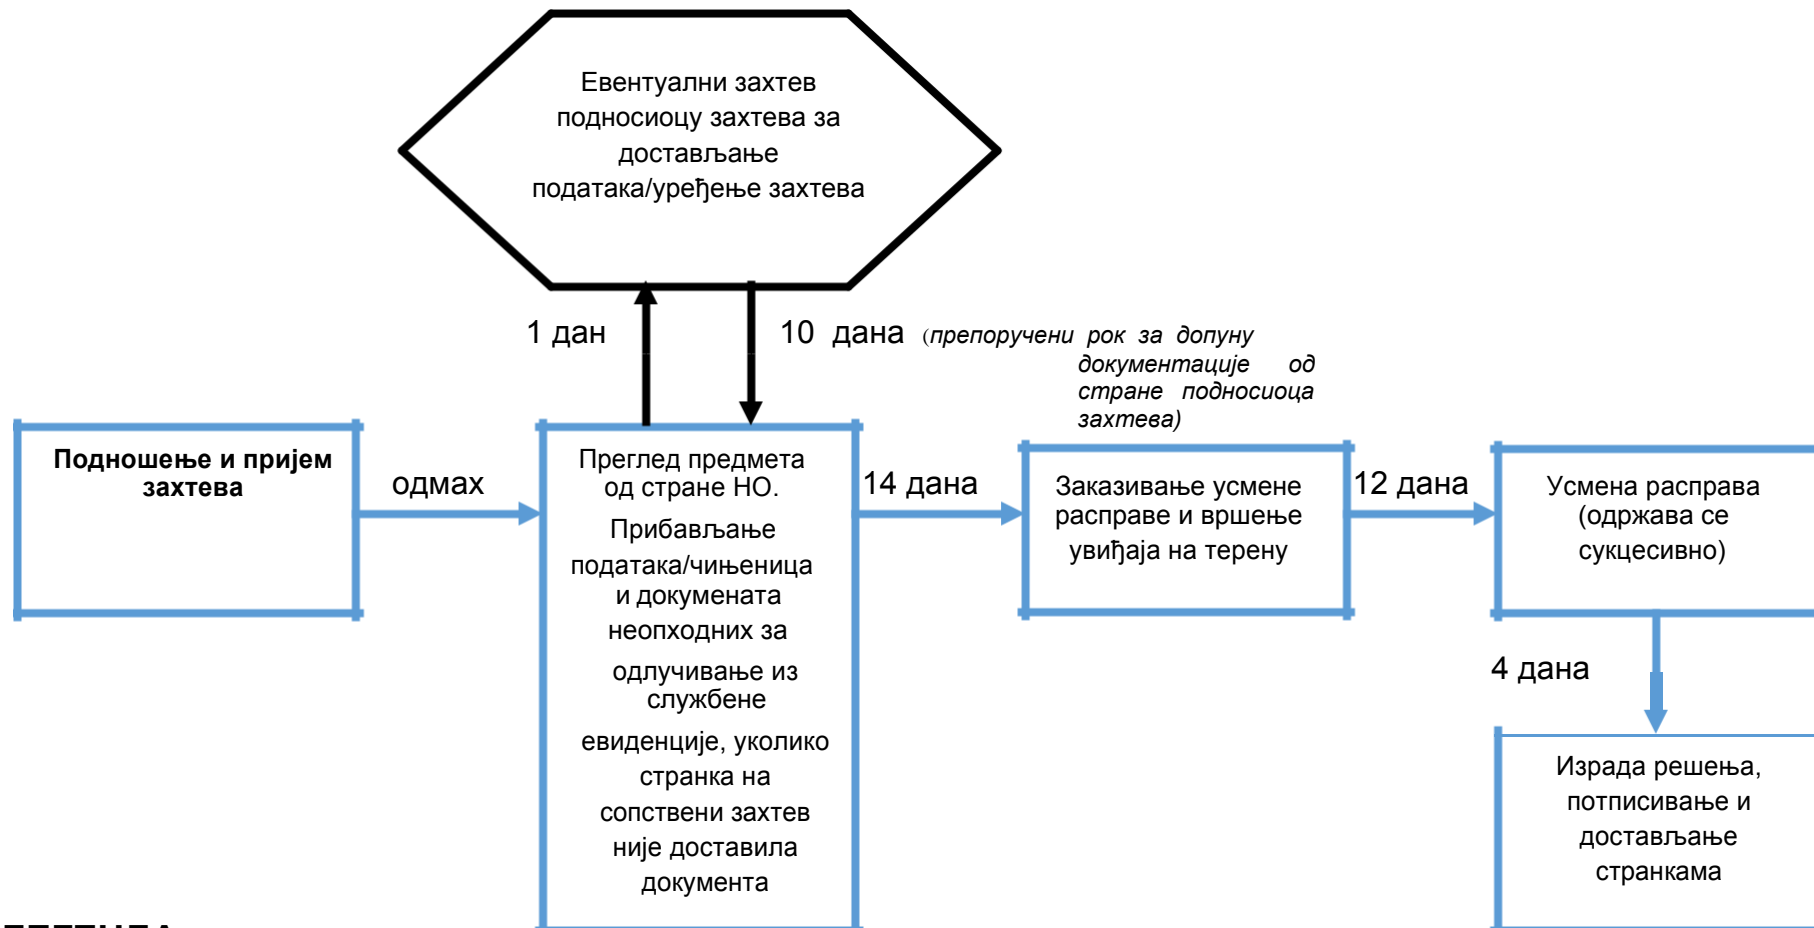 Евентуални захтев
подносиоцу захтева за
достављање
података/уређење захтева
1 дан
10 дана (препоручени рок за допуну
документације од
стране подносиоца
захтева)
Подношење и пријем
захтева
одмах
Преглед предмета
од стране НО.
Прибављање
података/чињеница
и докумената
неопходних за
одлучивање из
службене
евиденције, уколико
странка на
сопствени захтев
није доставила
документа
14 дана
Заказивање усмене
расправе и вршење
увиђаја на терену
12 дана
Усмена расправа
(одржава се
сукцесивно)
4 дана
Израда решења,
потписивање и
достављање
странкама